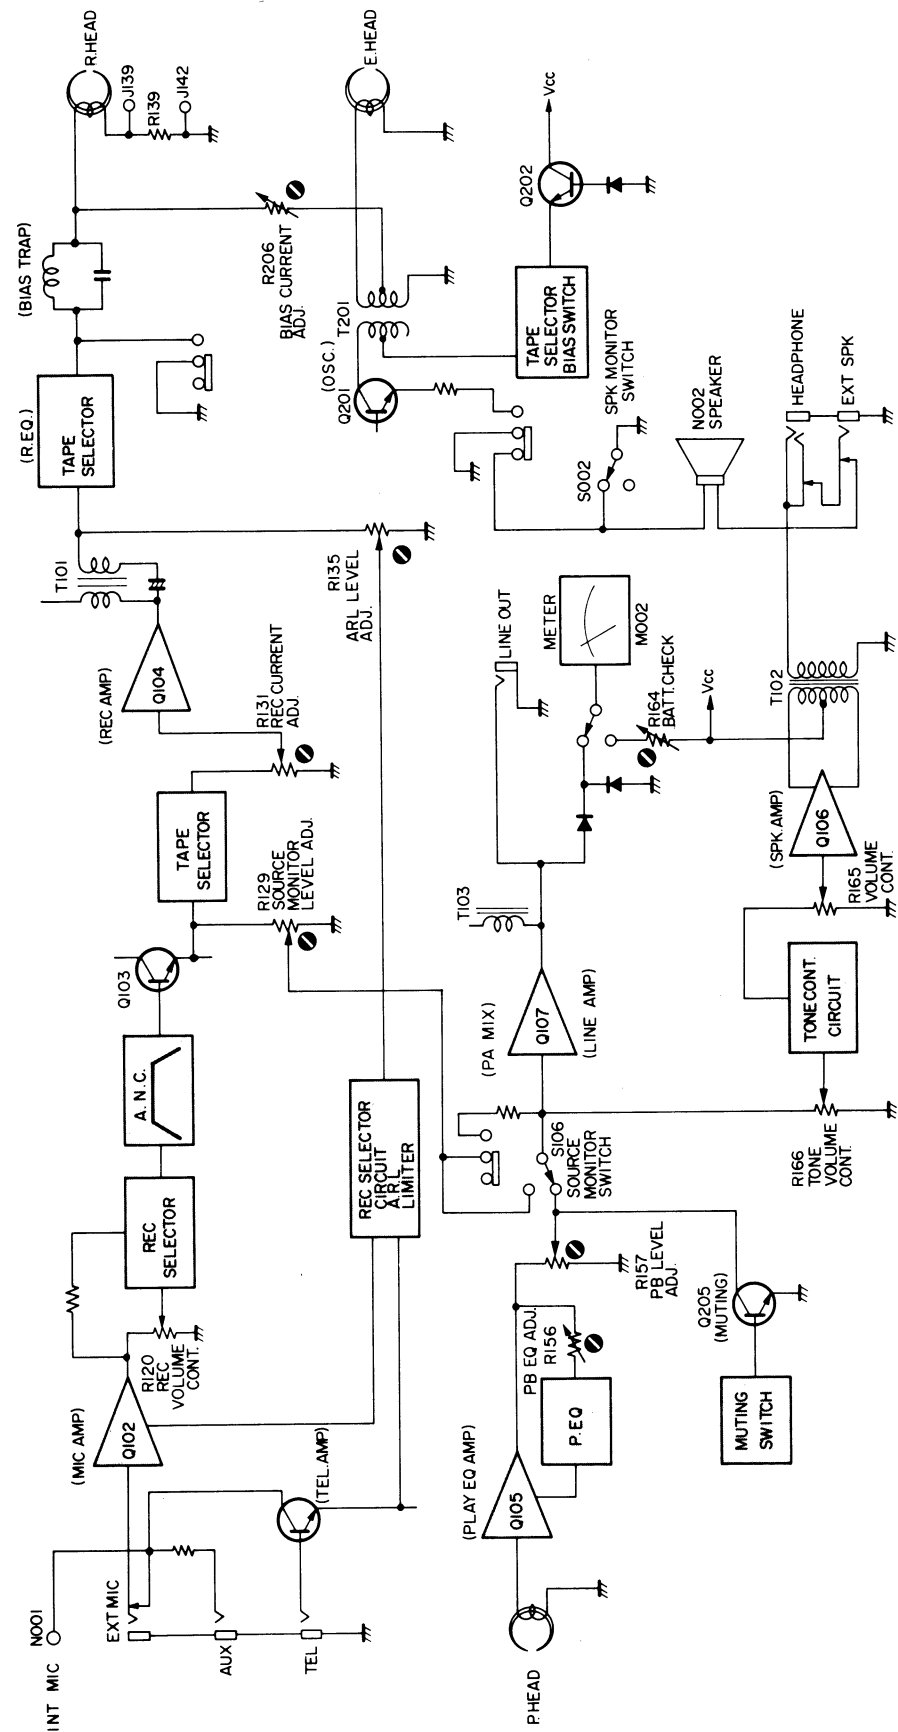 R.HEAD
J139
R139
J142
E.HEAD
Vcc
Q202
(BIAS TRAP)
R206
BIAS CURRENT
ADJ.
T201
TAPE
SELECTOR
BIAS SWITCH
(OSC.)
Q201
SPK MONITOR
SWITCH
S002
N002
SPEAKER
HEADPHONE
EXT SPK
(R.EQ.)
TAPE
SELECTOR
T101
R135
ARL LEVEL
ADJ.
(REC AMP)
Q104
R131
REC CURRENT
ADJ.
LINE OUT
METER
M002
R164
BATT.CHECK
Vcc
T102
(SPK.AMP)
Q106
R165
VOLUME
CONT.
TAPE
SELECTOR
R129
SOURCE
MONITOR
LEVEL ADJ.
T103
Q103
A.N.C.
(PA MIX)
Q107
(LINE AMP)
TONE CONT.
CIRCUIT
R166
TONE
VOLUME
CONT.
REC SELECTOR
CIRCUIT
A.R.L
LIMITER
S106
SOURCE
MONITOR
SWITCH
REC
SELECTOR
R120
REC
VOLUME
CONT.
(MIC AMP)
Q102
(TEL.AMP)
R157
PB LEVEL
ADJ.
Q205
(MUTING)
MUTING
SWITCH
PB EQ ADJ.
R156
P.EQ
(PLAY EQ AMP)
Q105
N001
INT MIC
EXT MIC
AUX
TEL
P.HEAD